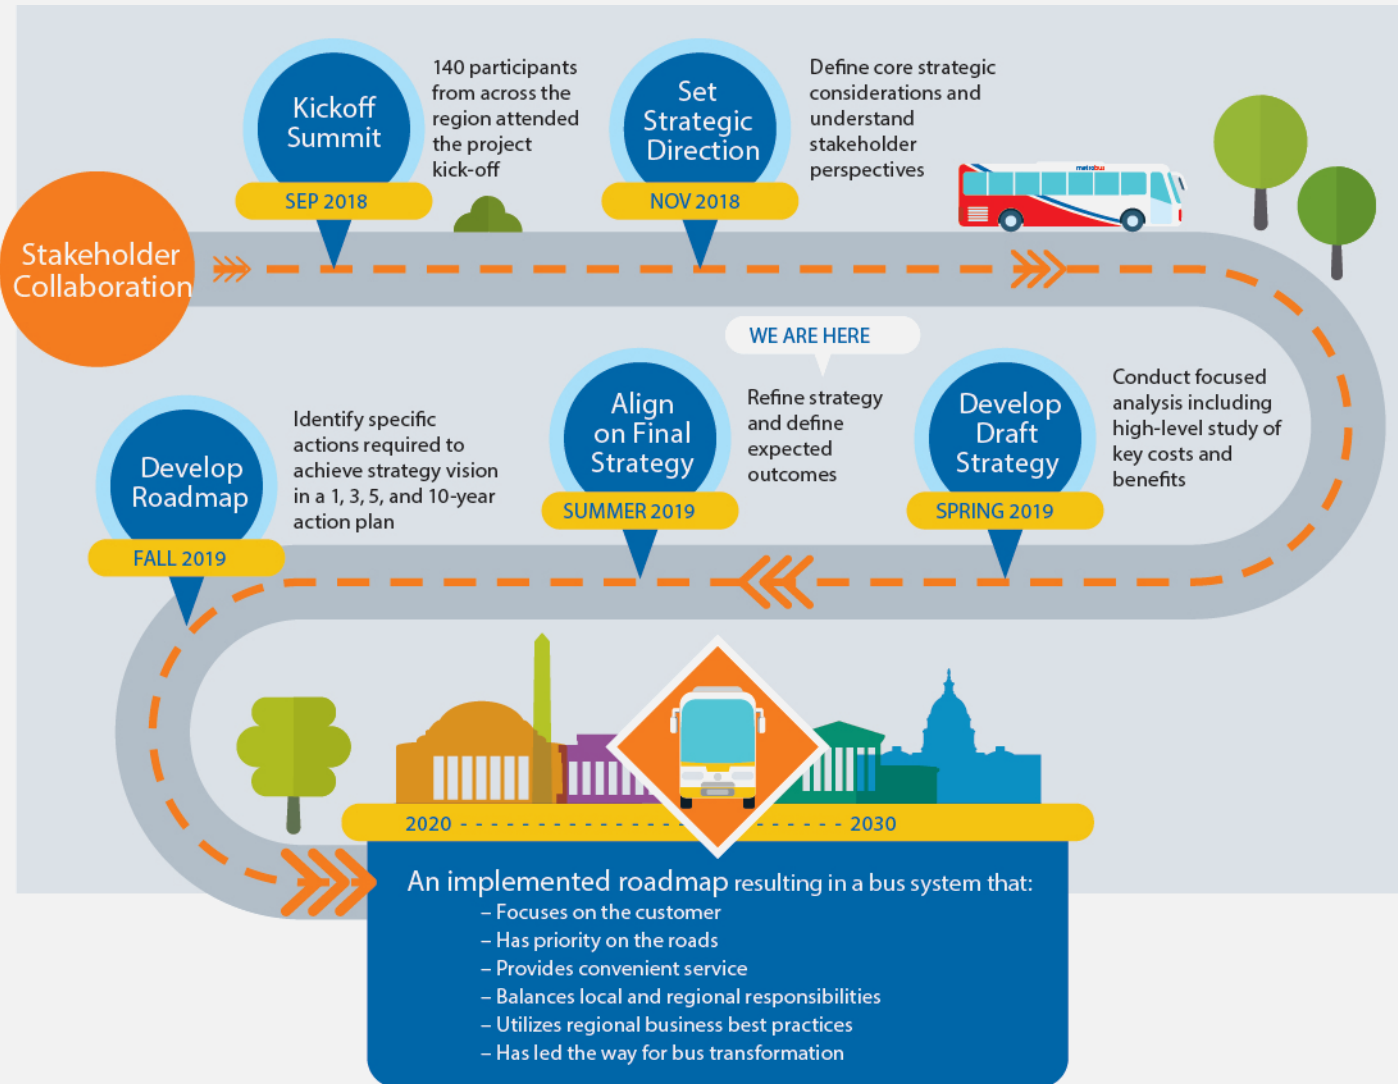 Kickoff
Summit
SEP 2018
140 participants
from across the
region attended
the project
kick-off
Set
Strategic
Direction
NOV 2018
Define core strategic
considerations and
understand
stakeholder
perspectives
metrobus
Stakeholder
Collaboration
WE ARE HERE
Develop
Draft
Strategy
SPRING 2019
Conduct focused
analysis including
high-level study of
key costs and
benefits
Align
on Final
Strategy
SUMMER 2019
Refine strategy
and define
expected
outcomes
Develop
Roadmap
FALL 2019
Identify specific
actions required to
achieve strategy vision
in a 1, 3, 5, and 10-year
action plan
2020 - - - - - - - - - - - - - - - - - - - - - 2030
An implemented roadmap resulting in a bus system that:
– Focuses on the customer
– Has priority on the roads
– Provides convenient service
– Balances local and regional responsibilities
– Utilizes regional business best practices
– Has led the way for bus transformation